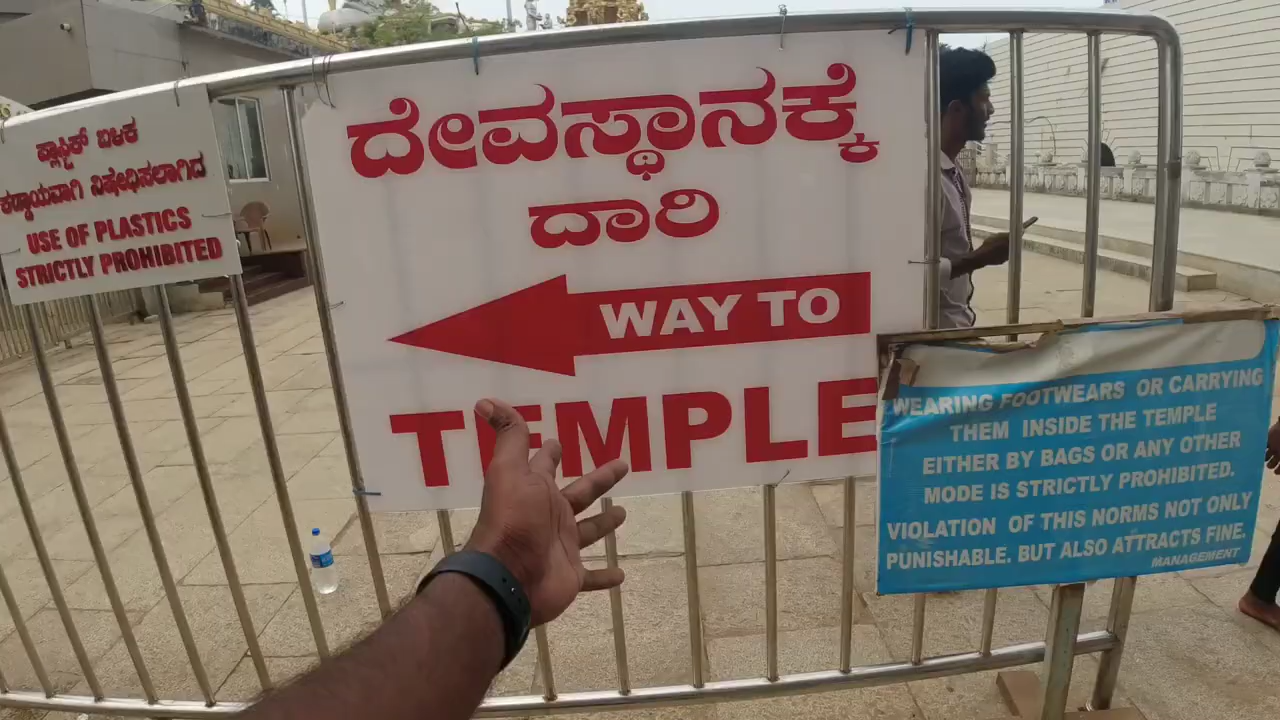 ಪ್ಲಾಸ್ಟಿಕ್ ಬಳಕೆ
ಕಡ್ಡಾಯವಾಗಿ ನಿಷೇಧಿಸಲಾಗಿದೆ
USE OF PLASTICS
STRICTLY PROHIBITED
ದೇವಸ್ಥಾನಕ್ಕೆ
ದಾರಿ
WAY TO
TEMPLE
WEARING FOOTWEARS OR CARRYING
THEM INSIDE THE TEMPLE
EITHER BY BAGS OR ANY OTHER
MODE IS STRICTLY PROHIBITED.
VIOLATION OF THIS NORMS NOT ONLY
PUNISHABLE. BUT ALSO ATTRACTS FINE.
MANAGEMENT